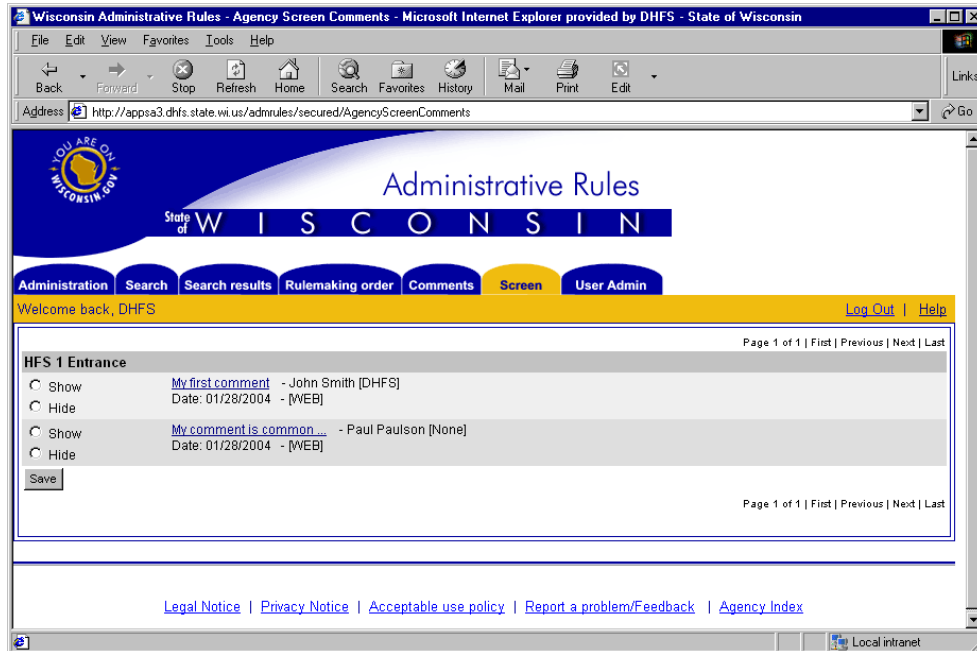 Wisconsin Administrative Rules - Agency Screen Comments - Microsoft Internet Explorer provided by DHFS - State of Wisconsin
File Edit View Favorites Tools Help
Back Forward Stop Refresh Home Search Favorites History Mail Print Edit Links
Address http://appsa3.dhfs.state.wi.us/admrules/secured/AgencyScreenComments Go
YOU ARE ON
WISCONSIN.GOV
Administrative Rules
State of WISCONSIN
Administration Search Search results Rulemaking order Comments Screen User Admin
Welcome back, DHFS Log Out | Help
Page 1 of 1 | First | Previous | Next | Last
HFS 1 Entrance
Show My first comment - John Smith [DHFS]
Hide Date: 01/28/2004 - [WEB]
Show My comment is common ... - Paul Paulson [None]
Hide Date: 01/28/2004 - [WEB]
Save
Page 1 of 1 | First | Previous | Next | Last
Legal Notice | Privacy Notice | Acceptable use policy | Report a problem/Feedback | Agency Index
Local intranet